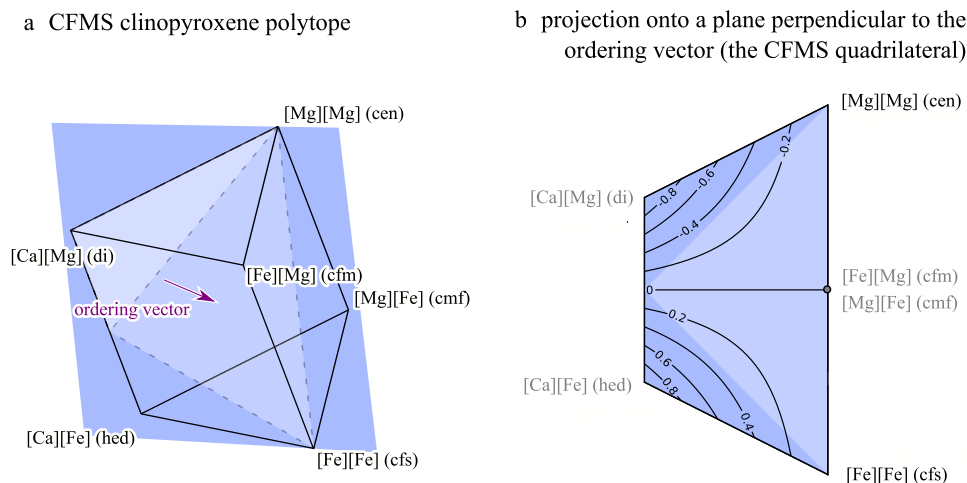 a CFMS clinopyroxene polytope
[Mg][Mg] (cen)
[Ca][Mg] (di)
[Fe][Mg] (cfm)
[Mg][Fe] (cmf)
ordering vector
[Ca][Fe] (hed)
[Fe][Fe] (cfs)
b projection onto a plane perpendicular to the
ordering vector (the CFMS quadrilateral)
[Mg][Mg] (cen)
-0.2
-0.6
-0.8
[Ca][Mg] (di)
-0.4
[Fe][Mg] (cfm)
0
[Mg][Fe] (cmf)
0.2
0.6
[Ca][Fe] (hed)
0.8
0.4
[Fe][Fe] (cfs)